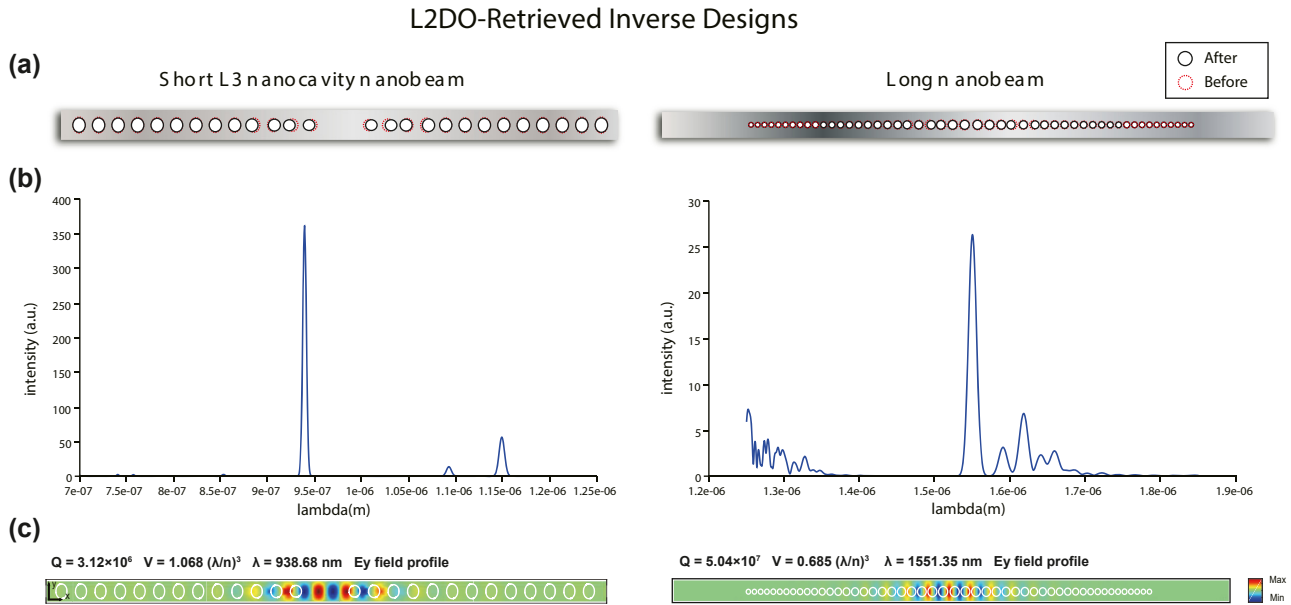 L2DO-Retrieved Inverse Designs
(a)
Short L3 nanocavity nanobeam
Long nanobeam
After
Before
(b)
400
350
300
250
200
150
100
50
0
intensity (a.u.)
7e-07 7.5e-07 8e-07 8.5e-07 9e-07 9.5e-07 1e-06 1.05e-06 1.1e-06 1.15e-06 1.2e-06 1.25e-06
lambda(m)
30
25
20
15
10
5
0
intensity (a.u.)
1.2e-06 1.3e-06 1.4e-06 1.5e-06 1.6e-06 1.7e-06 1.8e-06 1.9e-06
lambda(m)
(c)
Q = 3.12×10⁶ V = 1.068 (λ/n)³ λ = 938.68 nm Ey field profile
y
x
Q = 5.04×10⁷ V = 0.685 (λ/n)³ λ = 1551.35 nm Ey field profile
Max
Min